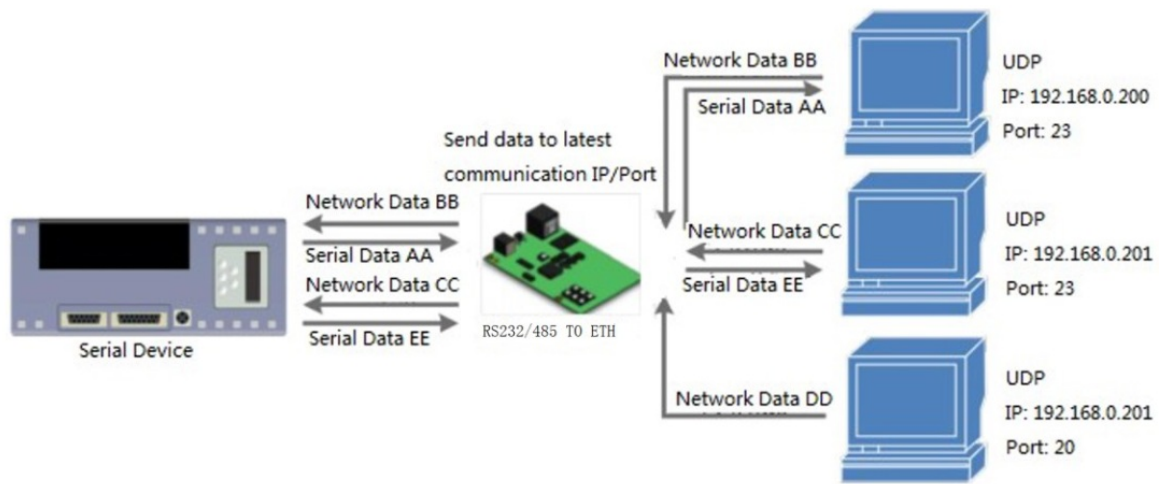 Network Data BB
Serial Data AA
UDP
IP: 192.168.0.200
Port: 23
Send data to latest
communication IP/Port
Network Data BB
Serial Data AA
Network Data CC
Serial Data EE
Serial Device
RS232/485 TO ETH
Network Data CC
Serial Data EE
UDP
IP: 192.168.0.201
Port: 23
Network Data DD
UDP
IP: 192.168.0.201
Port: 20